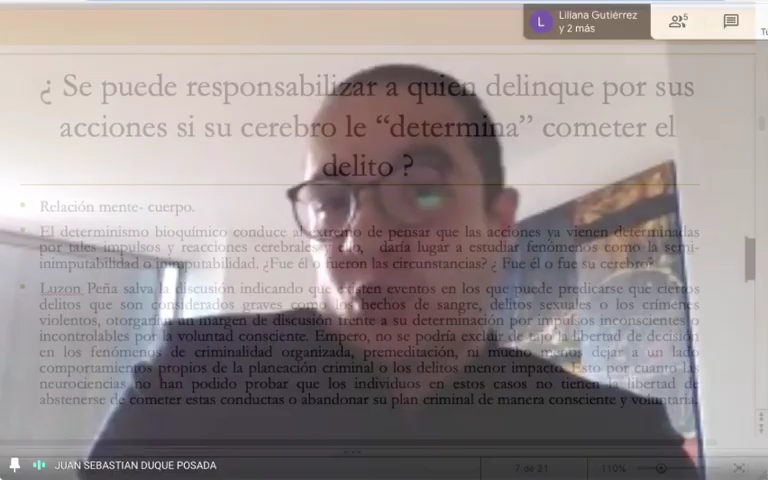 Liliana Gutiérrez
L
y 2 más
5
¿ Se puede responsabilizar a quien delinque por sus
acciones si su cerebro le “determina” cometer el
delito ?
• Relación mente- cuerpo.
• El determinismo bioquímico conduce al extremo de pensar que las acciones ya vienen determinadas
por tales impulsos y reacciones cerebrales y ello, daría lugar a estudiar fenómenos como la semi-
inimputabilidad o inimputabilidad. ¿Fue él o fueron las circunstancias? ¿ Fue él o fue su cerebro?
• Luzon Peña salva la discusión indicando que existen eventos en los que puede predicarse que ciertos
delitos que son considerados graves como los hechos de sangre, delitos sexuales o los crímenes
violentos, otorgarían un margen de discusión frente a su determinación por impulsos inconscientes o
incontrolables por la voluntad consciente. Empero, no se podría excluir de tajo la libertad de decisión
en los fenómenos de criminalidad organizada, premeditación, ni mucho menos dejar a un lado
comportamientos propios de la planeación criminal o los delitos menor impacto. Esto por cuanto las
neurociencias no han podido probar que los individuos en estos casos no tienen la libertad de
abstenerse de cometer estas conductas o abandonar su plan criminal de manera consciente y voluntaria.
JUAN SEBASTIAN DUQUE POSADA
7 de 21
110%